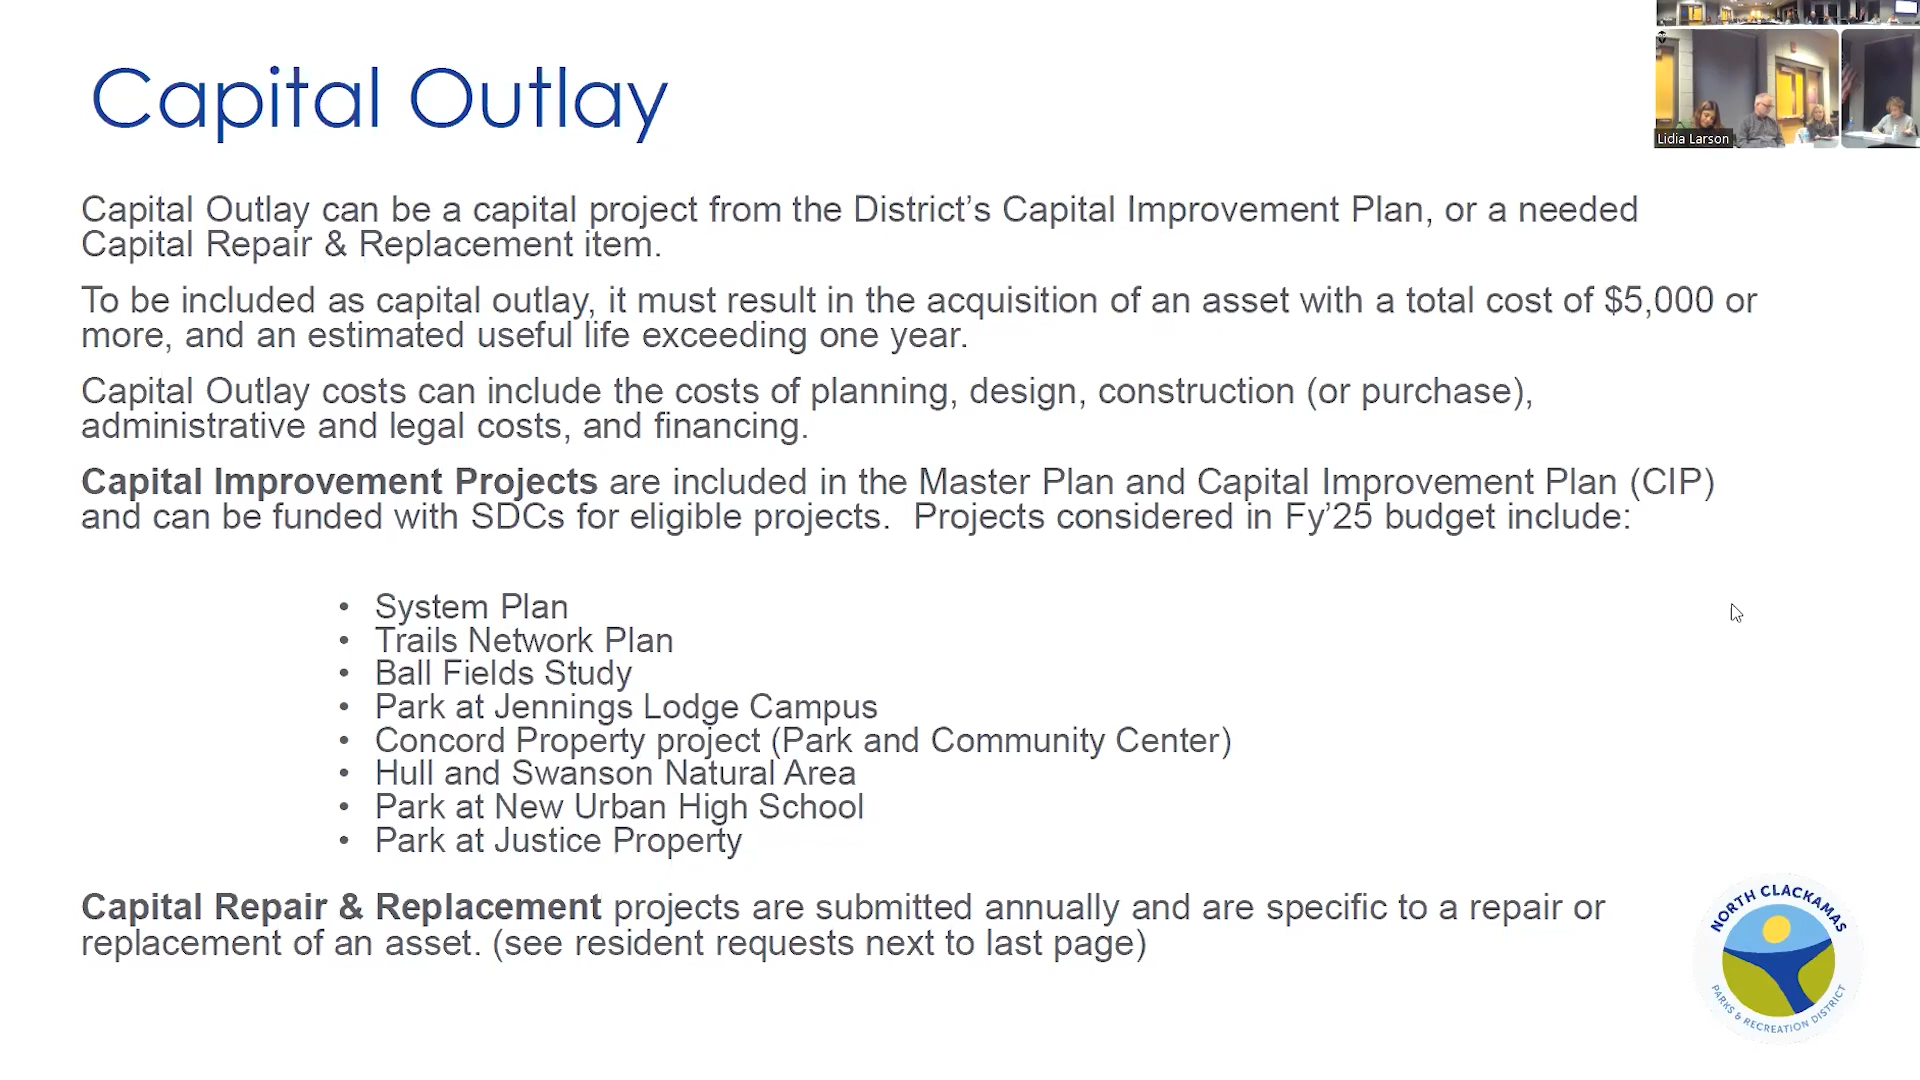 Capital Outlay
Lidia Larson
Capital Outlay can be a capital project from the District’s Capital Improvement Plan, or a needed
Capital Repair & Replacement item.
To be included as capital outlay, it must result in the acquisition of an asset with a total cost of $5,000 or
more, and an estimated useful life exceeding one year.
Capital Outlay costs can include the costs of planning, design, construction (or purchase),
administrative and legal costs, and financing.
Capital Improvement Projects are included in the Master Plan and Capital Improvement Plan (CIP)
and can be funded with SDCs for eligible projects.  Projects considered in Fy’25 budget include:
• System Plan
• Trails Network Plan
• Ball Fields Study
• Park at Jennings Lodge Campus
• Concord Property project (Park and Community Center)
• Hull and Swanson Natural Area
• Park at New Urban High School
• Park at Justice Property
Capital Repair & Replacement projects are submitted annually and are specific to a repair or
replacement of an asset. (see resident requests next to last page)
NORTH CLACKAMAS
PARKS & RECREATION DISTRICT